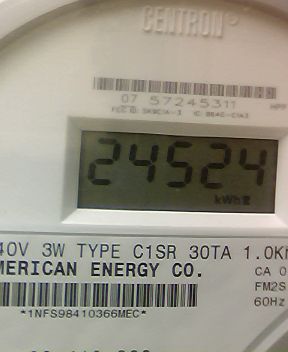 CENTRON®
07 57245311
24524
kWh
40V 3W TYPE C1SR 30TA 1.0K
MERICAN ENERGY CO.
CA 0
FM2S
60Hz
*1NFS98410366MEC*